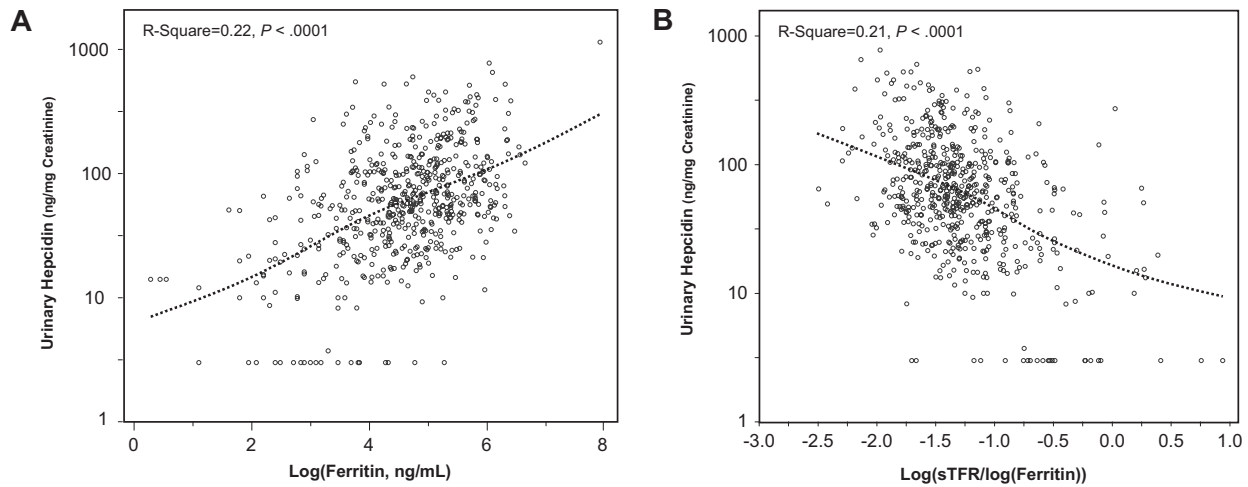 A
R-Square=0.22, P < .0001
Urinary Hepcidin (ng/mg Creatinine)
1000
100
10
1
0 2 4 6 8
Log(Ferritin, ng/mL)
B
R-Square=0.21, P < .0001
Urinary Hepcidin (ng/mg Creatinine)
1000
100
10
1
-3.0 -2.5 -2.0 -1.5 -1.0 -0.5 0.0 0.5 1.0
Log(sTFR/log(Ferritin))